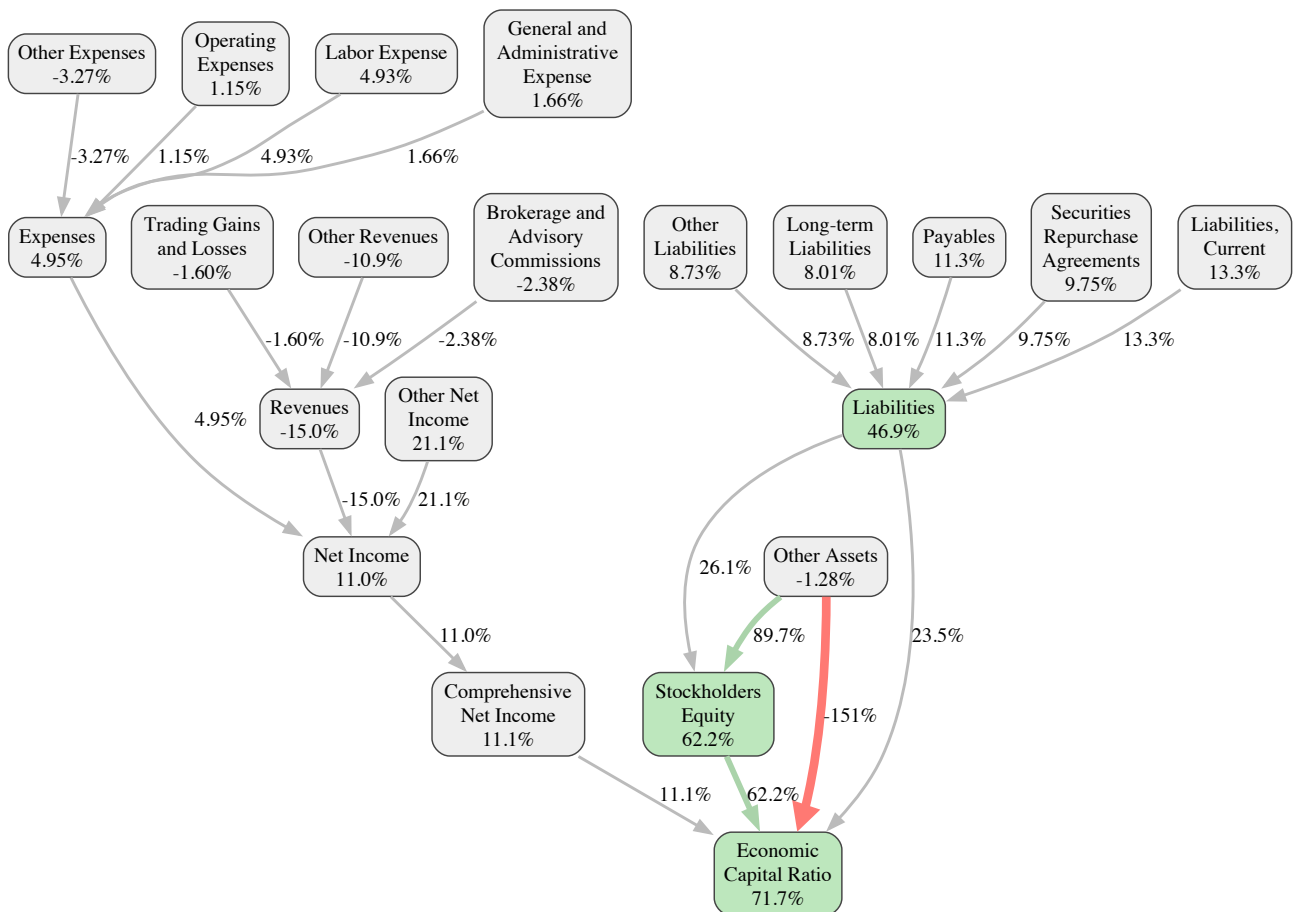 Other Expenses
-3.27%
Operating
Expenses
1.15%
Labor Expense
4.93%
General and
Administrative
Expense
1.66%
-3.27%
1.15%
4.93%
1.66%
Expenses
4.95%
Trading Gains
and Losses
-1.60%
Other Revenues
-10.9%
Brokerage and
Advisory
Commissions
-2.38%
Other
Liabilities
8.73%
Long-term
Liabilities
8.01%
Payables
11.3%
Securities
Repurchase
Agreements
9.75%
Liabilities,
Current
13.3%
-1.60%
-10.9%
-2.38%
8.73%
8.01%
11.3%
9.75%
13.3%
4.95%
Revenues
-15.0%
Other Net
Income
21.1%
Liabilities
46.9%
-15.0%
21.1%
Net Income
11.0%
26.1%
Other Assets
-1.28%
11.0%
89.7%
23.5%
Comprehensive
Net Income
11.1%
Stockholders
Equity
62.2%
-151%
11.1%
62.2%
Economic
Capital Ratio
71.7%